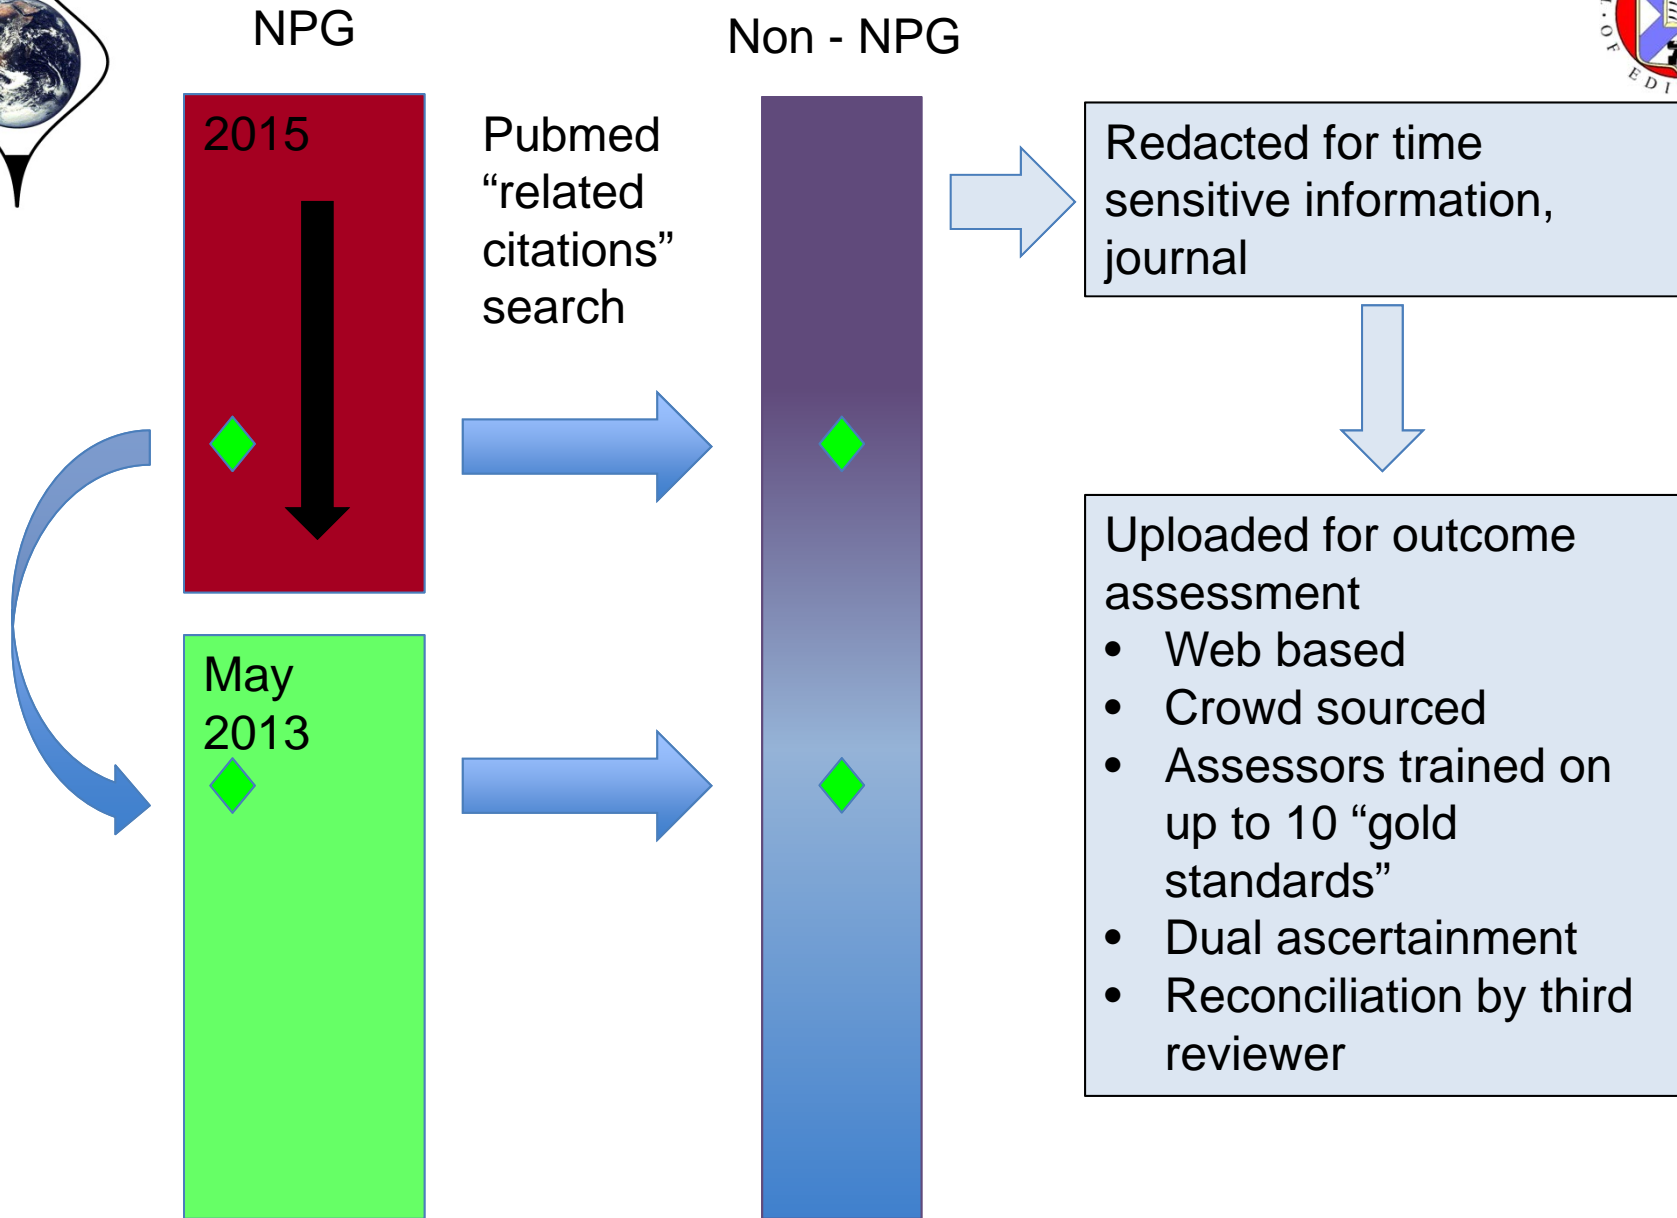 NPG
Non - NPG
2015
Pubmed
“related
citations”
search
May
2013
Redacted for time
sensitive information,
journal
Uploaded for outcome
assessment
• Web based
• Crowd sourced
• Assessors trained on
up to 10 “gold
standards”
• Dual ascertainment
• Reconciliation by third
reviewer